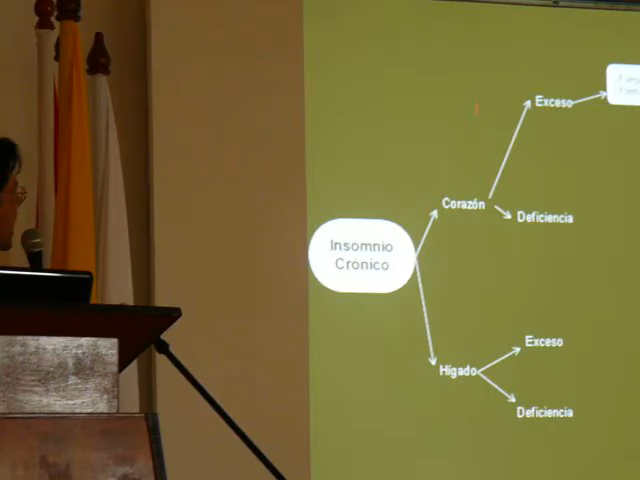 Exceso
Corazón
Deficiencia
Insomnio
Crónico
Exceso
Hígado
Deficiencia